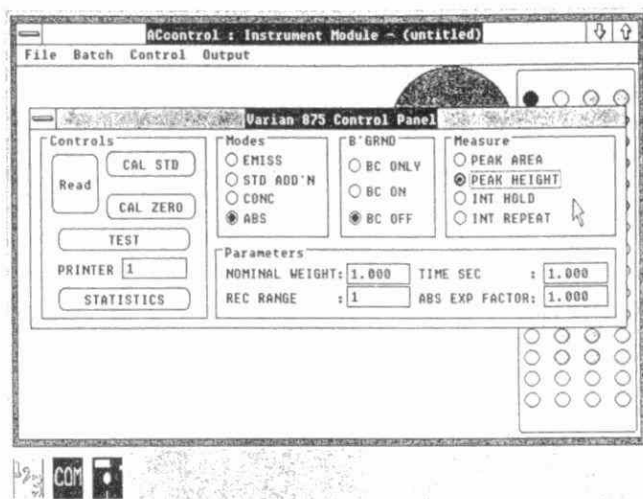 ACcontrol : Instrument Module - (untitled)
File Batch Control Output
Varian 875 Control Panel
Controls
Read
CAL STD
CAL ZERO
TEST
PRINTER 1
STATISTICS
Modes
EMISS
STD ADD'N
CONC
ABS
B'GRND
BC ONLY
BC ON
BC OFF
Measure
PEAK AREA
PEAK HEIGHT
INT HOLD
INT REPEAT
Parameters
NOMINAL WEIGHT: 1.000 TIME SEC : 1.000
REC RANGE : 1 ABS EXP FACTOR: 1.000
COM